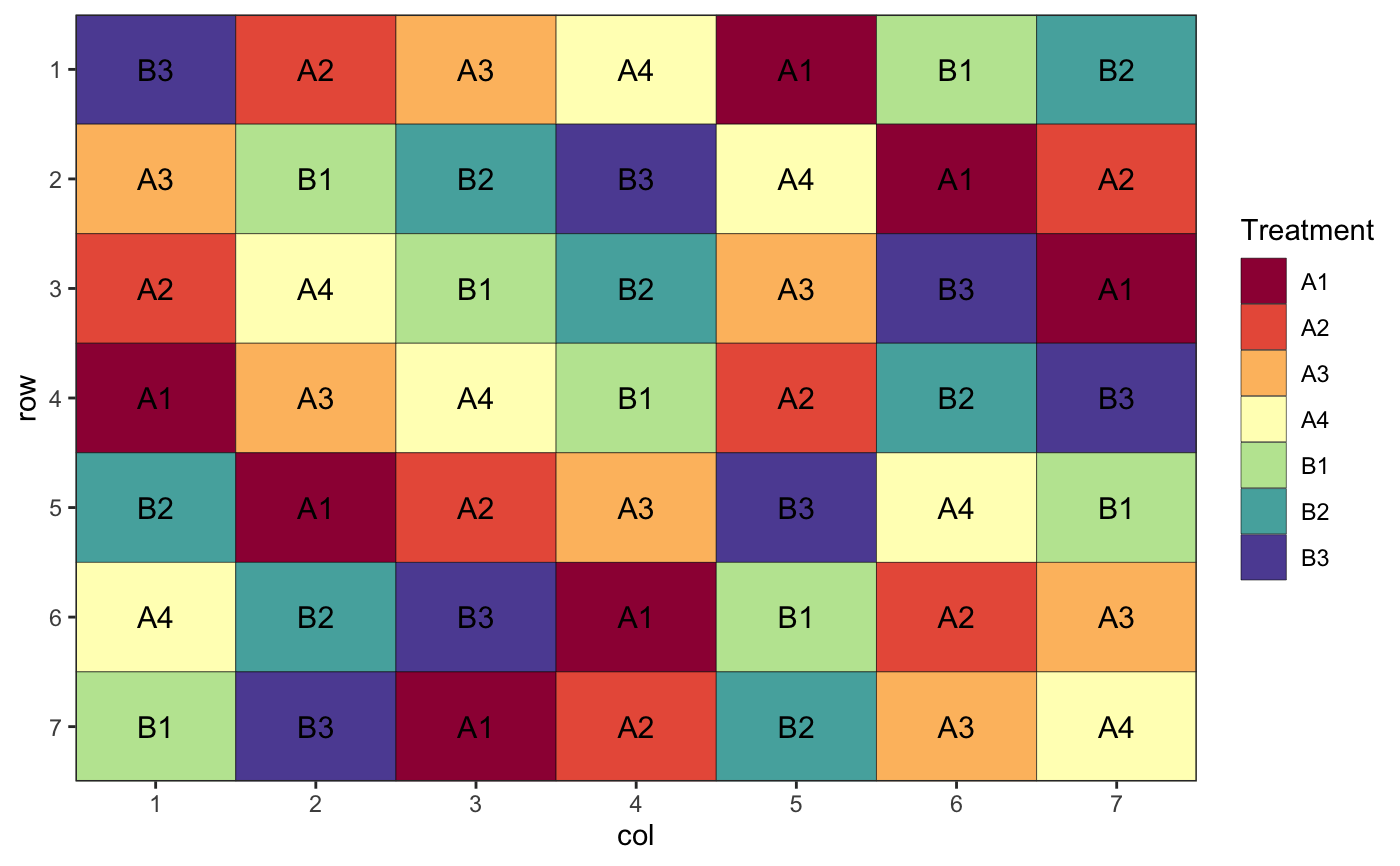 1 B3 A2 A3 A4 A1 B1 B2
2 A3 B1 B2 B3 A4 A1 A2
3 A2 A4 B1 B2 A3 B3 A1
4 A1 A3 A4 B1 A2 B2 B3
5 B2 A1 A2 A3 B3 A4 B1
6 A4 B2 B3 A1 B1 A2 A3
7 B1 B3 A1 A2 B2 A3 A4
1 2 3 4 5 6 7
col
row
Treatment
A1
A2
A3
A4
B1
B2
B3